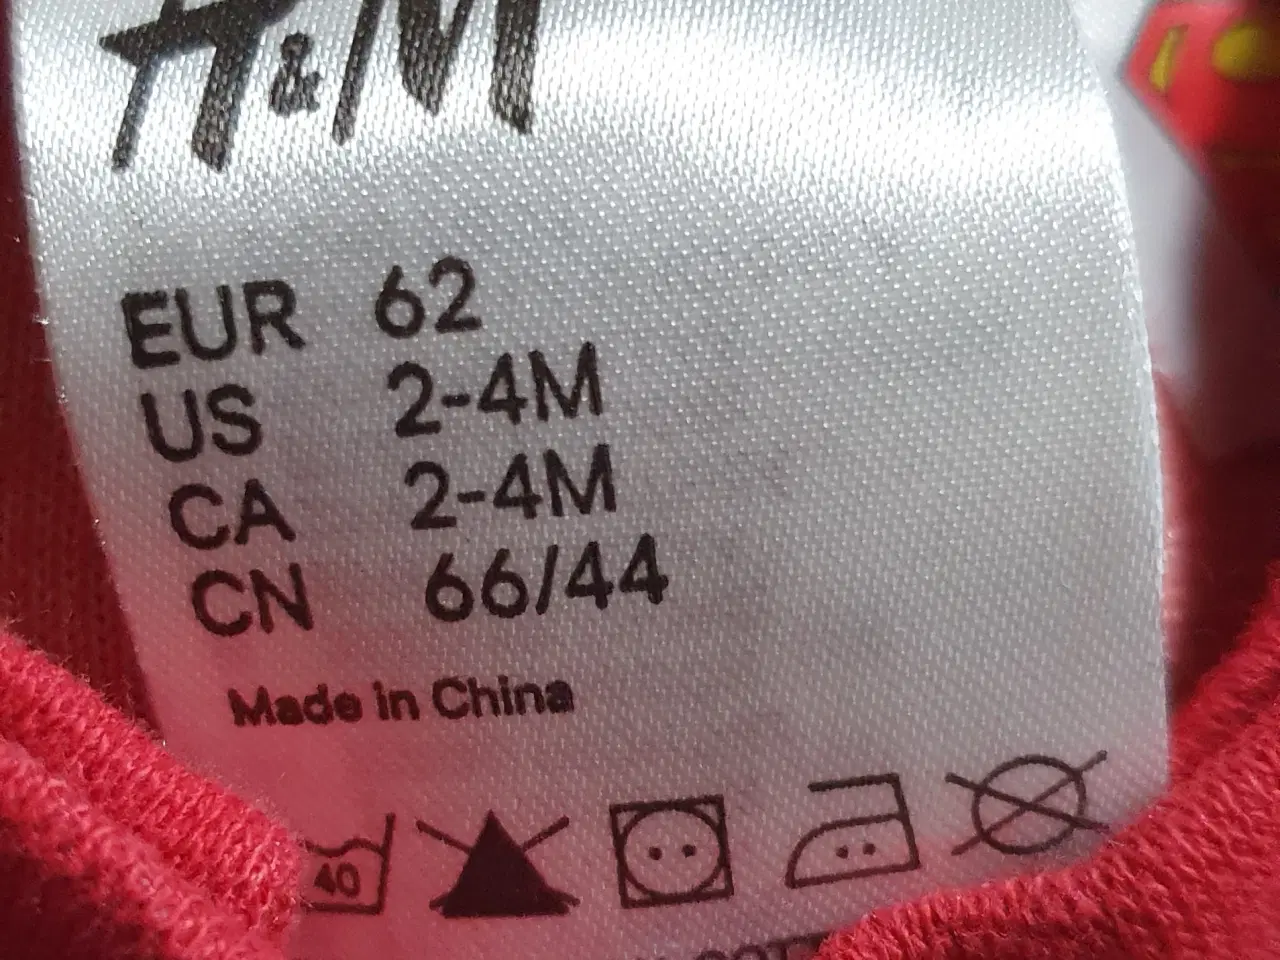 H&M
EUR 62
US 2-4M
CA 2-4M
CN 66/44
Made in China
40